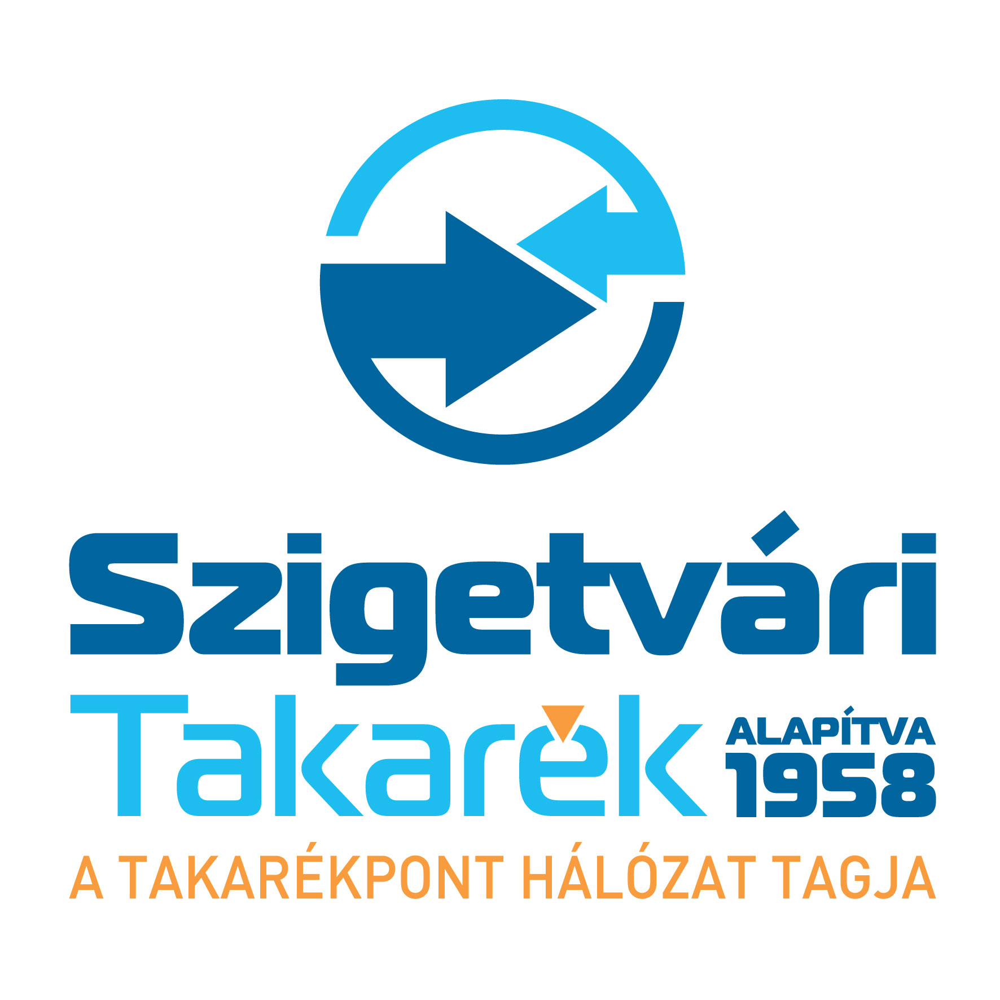 Szigetvári
Takarék
ALAPÍTVA
1958
A TAKARÉKPONT HÁLÓZAT TAGJA